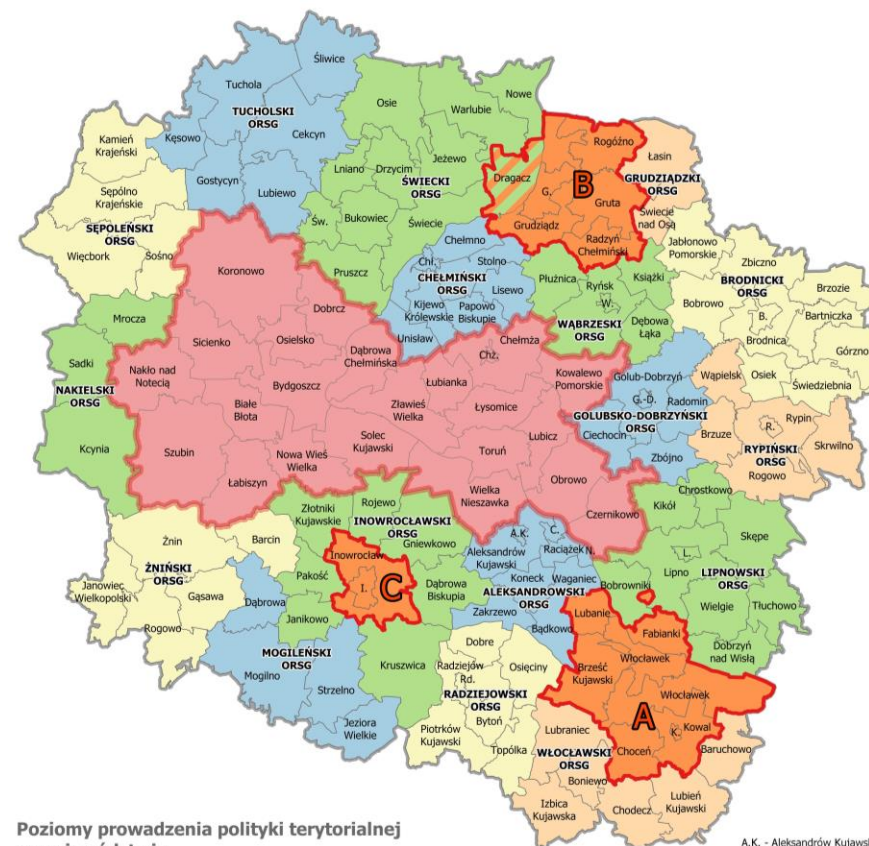 Śliwice
Tuchola
TUCHOLSKI
ORSG
Kęsowo
Cekcyn
Gostycyn
Lubiewo
Osie
Warlubie
Nowe
Lniano
Drzycim
Jeżewo
ŚWIECKI
ORSG
Św.
Bukowiec
Świecie
Pruszcz
Kamień
Krajeński
Sępólno
Krajeńskie
SĘPOLEŃSKI
ORSG
Więcbork
Sośno
Dragacz
Rogóźno
G.
B
Gruta
Grudziądz
Radzyń
Chełmiński
Łasin
GRUDZIĄDZKI
ORSG
Świecie
nad Osą
Jabłonowo
Pomorskie
Zbiczno
BRODNICKI
ORSG
Brzozie
Bobrowo
B.
Bartniczka
Brodnica
Górzno
Osiek
Świedziebnia
Chełmno
Chł.
Stolno
CHEŁMIŃSKI
ORSG
Lisewo
Kijewo
Królewskie
Papowo
Biskupie
Unisław
Płużnica
Ryńsk
Książki
W.
WĄBRZESKI
ORSG
Dębowa
Łąka
Koronowo
Dobrcz
Sicienko
Osielsko
Dąbrowa
Chełmińska
Nakło nad
Notecią
Bydgoszcz
Białe
Błota
Szubin
Nowa Wieś
Wielka
Solec
Kujawski
Łabiszyn
Zławieś
Wielka
Łubianka
Chż.
Chełmża
Łysomice
Kowalewo
Pomorskie
Toruń
Lubicz
Wielka
Nieszawka
Obrowo
Czernikowo
Mrocza
Sadki
NAKIELSKI
ORSG
Kcynia
Golub-Dobrzyń
G.-D.
Radomin
GOLUBSKO-DOBRZYŃSKI
ORSG
Ciechocin
Zbójno
Wąpielsk
Rypin
R.
Brzuze
Skrwilno
RYPIŃSKI
ORSG
Rogowo
Złotniki
Kujawskie
Rojewo
INOWROCŁAWSKI
ORSG
Gniewkowo
Inowrocław
I.
C
Pakość
Dąbrowa
Biskupia
Janikowo
Kruszwica
Żnin
Barcin
ŻNIŃSKI
ORSG
Janowiec
Wielkopolski
Gąsawa
Rogowo
Dąbrowa
MOGILEŃSKI
ORSG
Mogilno
Strzelno
Jeziora
Wielkie
A.K.
C.
Aleksandrów
Kujawski
Raciążek
N.
Koneck
Waganiec
ALEKSANDROWSKI
ORSG
Zakrzewo
Bądkowo
Chrostkowo
Kikół
Skępe
L.
Lipno
LIPNOWSKI
ORSG
Bobrowniki
Wielgie
Tłuchowo
Dobrzyń
nad Wisłą
Dobre
Radziejów
Osięciny
Rd.
RADZIEJOWSKI
ORSG
Bytoń
Piotrków
Kujawski
Topólka
Lubanie
Fabianki
Włocławek
Brześć
Kujawski
Włocławek
A
K.
Kowal
Choceń
Lubraniec
WŁOCŁAWSKI
ORSG
Baruchowo
Boniewo
Izbica
Kujawska
Chodecz
Lubień
Kujawski
Poziomy prowadzenia polityki terytorialnej
A.K. - Aleksandrów Kujawski